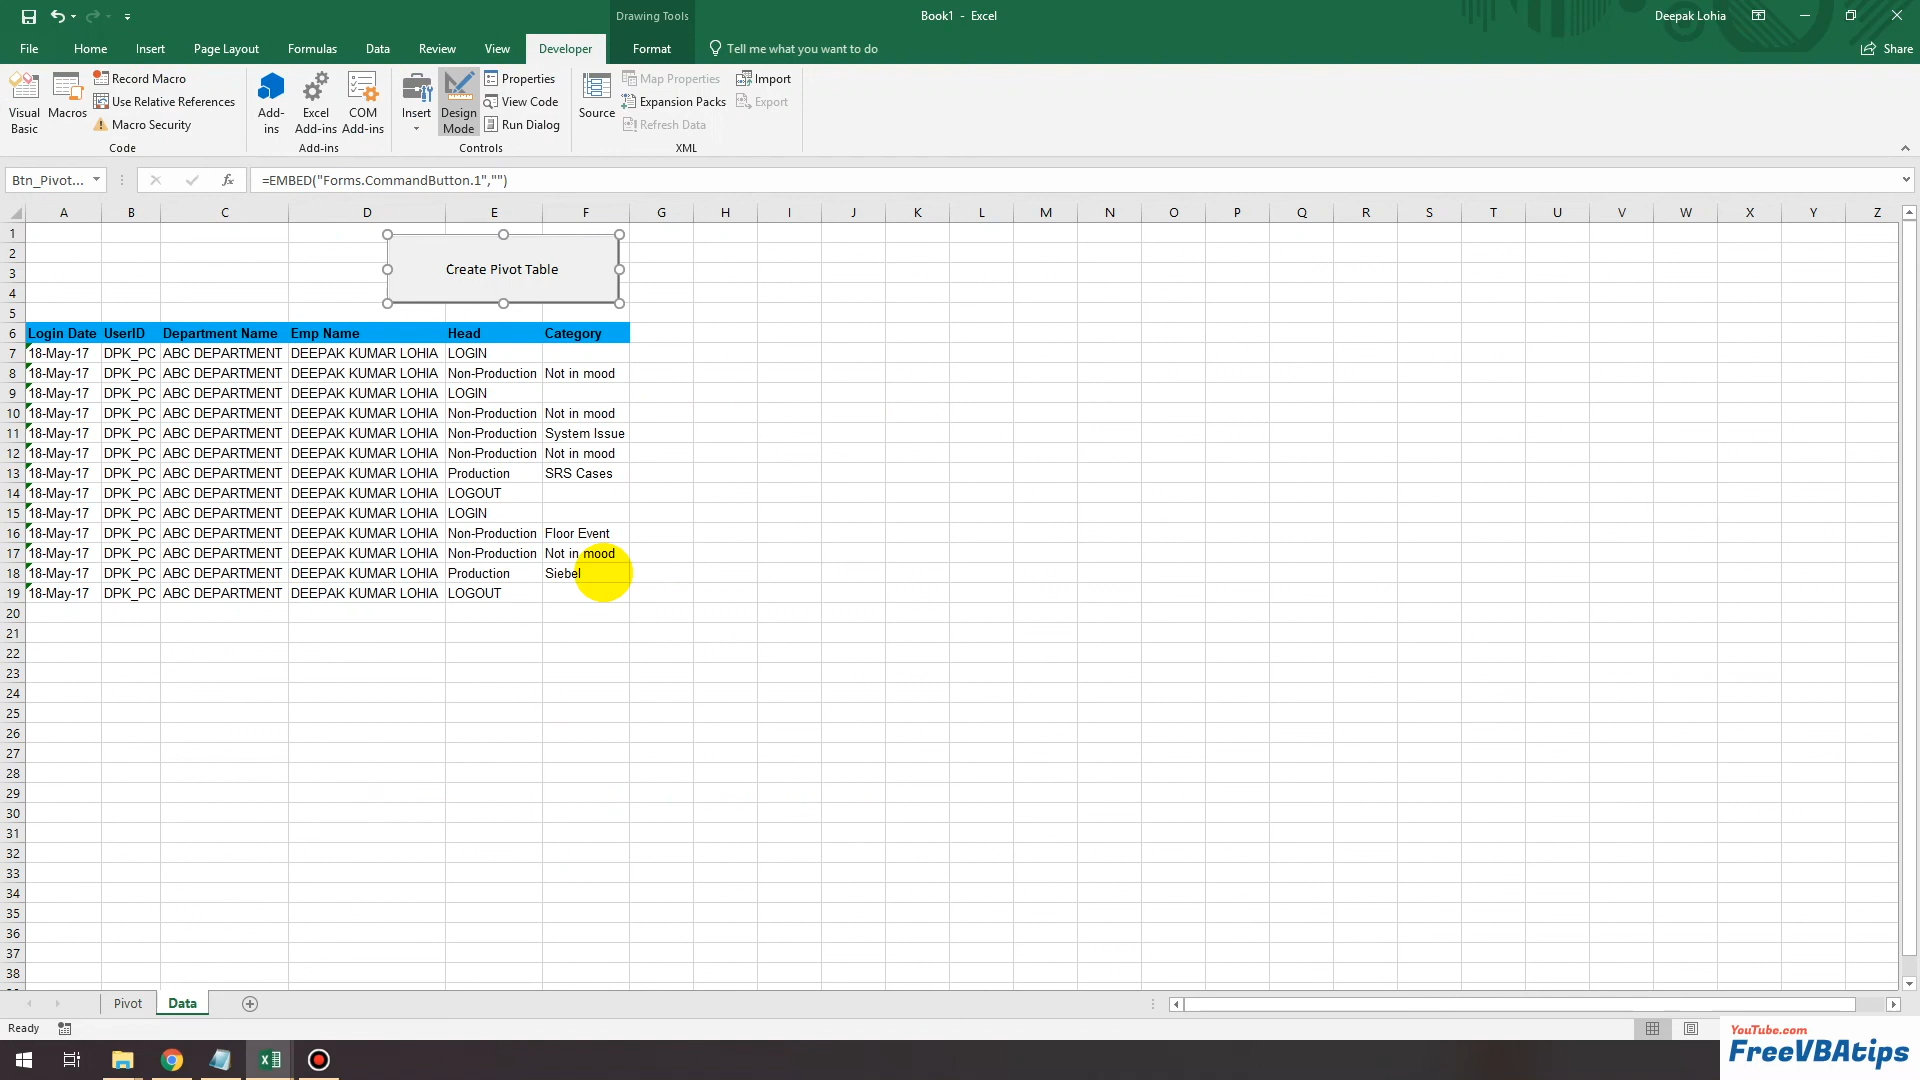 Drawing Tools
Book1 - Excel
Deepak Lohia
File Home Insert Page Layout Formulas Data Review View Developer Format Tell me what you want to do Share
Visual Basic
Macros
Record Macro
Use Relative References
Macro Security
Code
Add-ins
Excel Add-ins
COM Add-ins
Add-ins
Insert
Design Mode
Properties
View Code
Run Dialog
Controls
Source
Map Properties
Expansion Packs
Refresh Data
Import
Export
XML
Btn_Pivot... fx =EMBED("Forms.CommandButton.1","")
A B C D E F G H I J K L M N O P Q R S T U V W X Y Z
1
2
Create Pivot Table
3
4
5
6 Login Date UserID Department Name Emp Name Head Category
7 18-May-17 DPK_PC ABC DEPARTMENT DEEPAK KUMAR LOHIA LOGIN
8 18-May-17 DPK_PC ABC DEPARTMENT DEEPAK KUMAR LOHIA Non-Production Not in mood
9 18-May-17 DPK_PC ABC DEPARTMENT DEEPAK KUMAR LOHIA LOGIN
10 18-May-17 DPK_PC ABC DEPARTMENT DEEPAK KUMAR LOHIA Non-Production Not in mood
11 18-May-17 DPK_PC ABC DEPARTMENT DEEPAK KUMAR LOHIA Non-Production System Issue
12 18-May-17 DPK_PC ABC DEPARTMENT DEEPAK KUMAR LOHIA Non-Production Not in mood
13 18-May-17 DPK_PC ABC DEPARTMENT DEEPAK KUMAR LOHIA Production SRS Cases
14 18-May-17 DPK_PC ABC DEPARTMENT DEEPAK KUMAR LOHIA LOGOUT
15 18-May-17 DPK_PC ABC DEPARTMENT DEEPAK KUMAR LOHIA LOGIN
16 18-May-17 DPK_PC ABC DEPARTMENT DEEPAK KUMAR LOHIA Non-Production Floor Event
17 18-May-17 DPK_PC ABC DEPARTMENT DEEPAK KUMAR LOHIA Non-Production Not in mood
18 18-May-17 DPK_PC ABC DEPARTMENT DEEPAK KUMAR LOHIA Production Siebel
19 18-May-17 DPK_PC ABC DEPARTMENT DEEPAK KUMAR LOHIA LOGOUT
20
21
22
23
24
25
26
27
28
29
30
31
32
33
34
35
36
37
38
Pivot Data
Ready
YouTube.com
FreeVBAtips